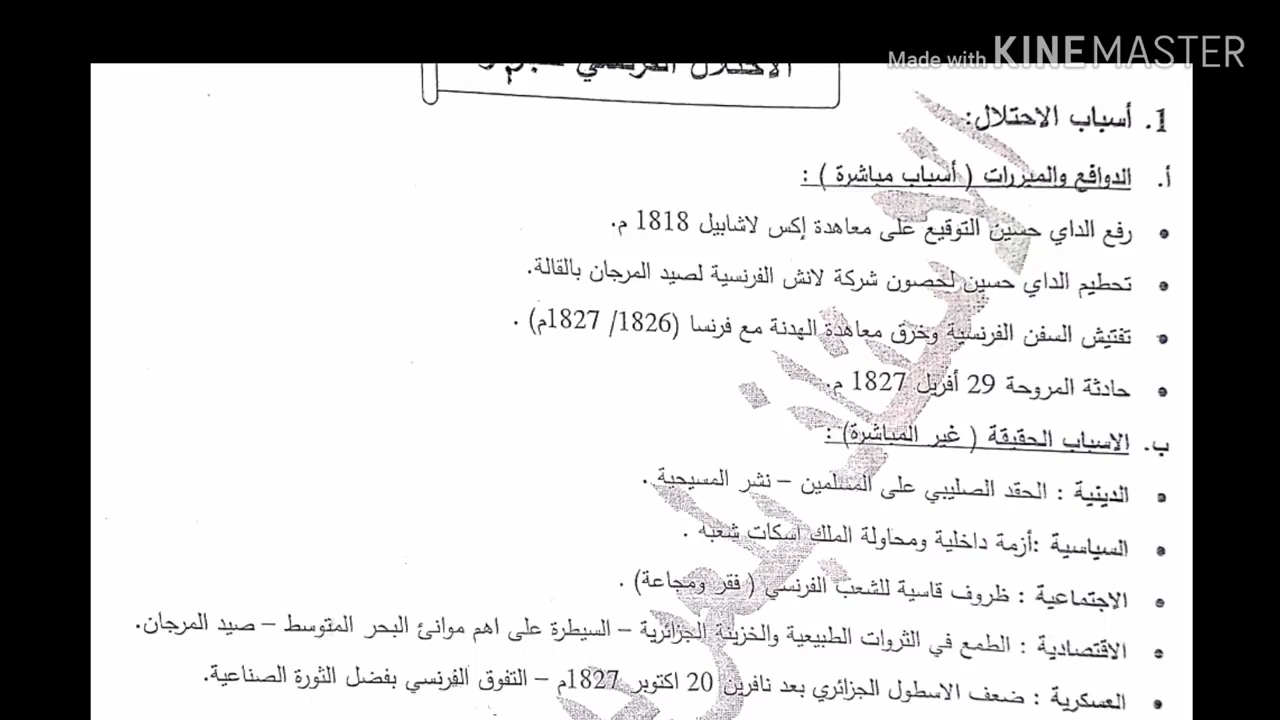 Made with KINEMASTER
الاحتلال الفرنسي
1. أسباب الاحتلال:
أ. الدوافع والمبررات ( أسباب مباشرة ) :
• رفع الداي حسين التوقيع على معاهدة إكس لاشابيل 1818 م.
• تحطيم الداي حسين لحصون شركة لانش الفرنسية لصيد المرجان بالقالة.
• تفتيش السفن الفرنسية وخرق معاهدة الهدنة مع فرنسا (1826/ 1827م) .
• حادثة المروحة 29 أفريل 1827 م.
ب. الاسباب الحقيقة ( غير المباشرة) :
• الدينية : الحقد الصليبي على المسلمين – نشر المسيحية .
• السياسية :أزمة داخلية ومحاولة الملك اسكات شعبه .
• الاجتماعية : ظروف قاسية للشعب الفرنسي ( فقر ومجاعة) .
• الاقتصادية : الطمع في الثروات الطبيعية والخزينة الجزائرية – السيطرة على اهم موانئ البحر المتوسط – صيد المرجان.
• العسكرية : ضعف الاسطول الجزائري بعد نافرين 20 اكتوبر 1827م – التفوق الفرنسي بفضل الثورة الصناعية.